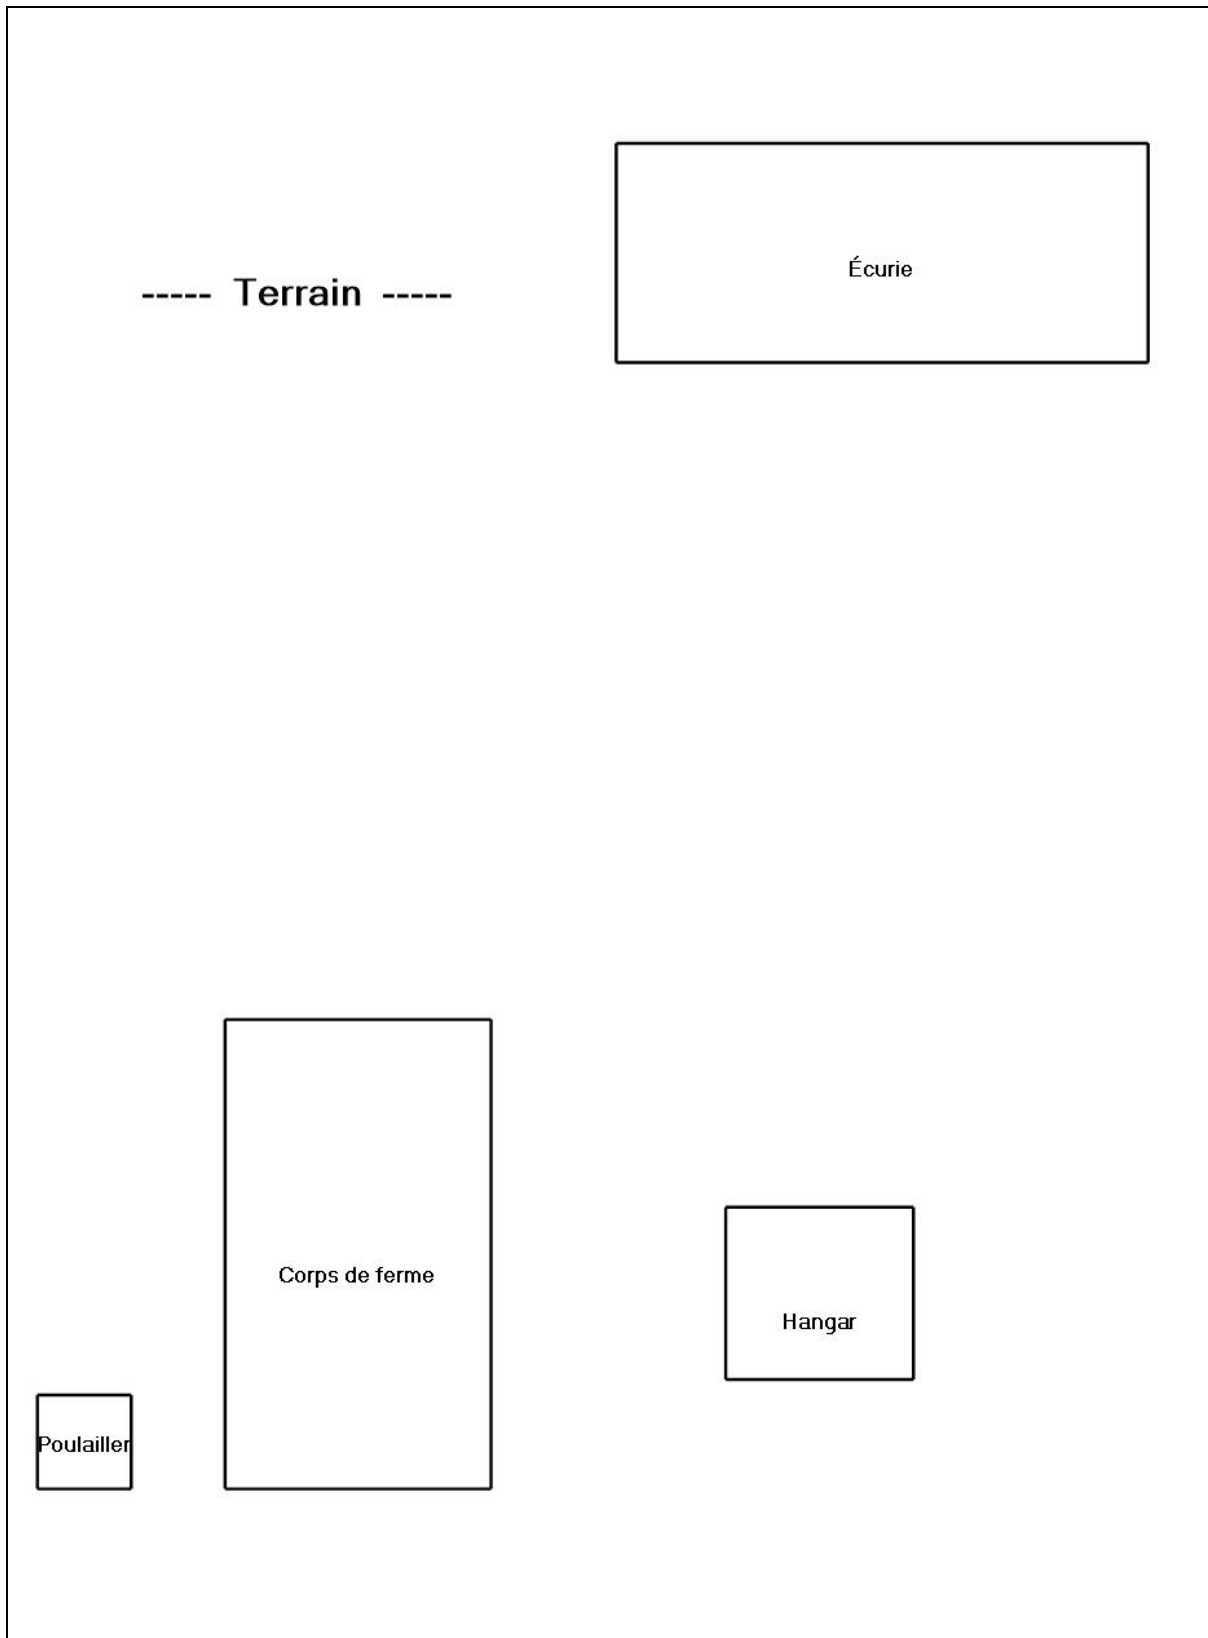 Écurie
----- Terrain -----
Corps de ferme
Hangar
Poulailler